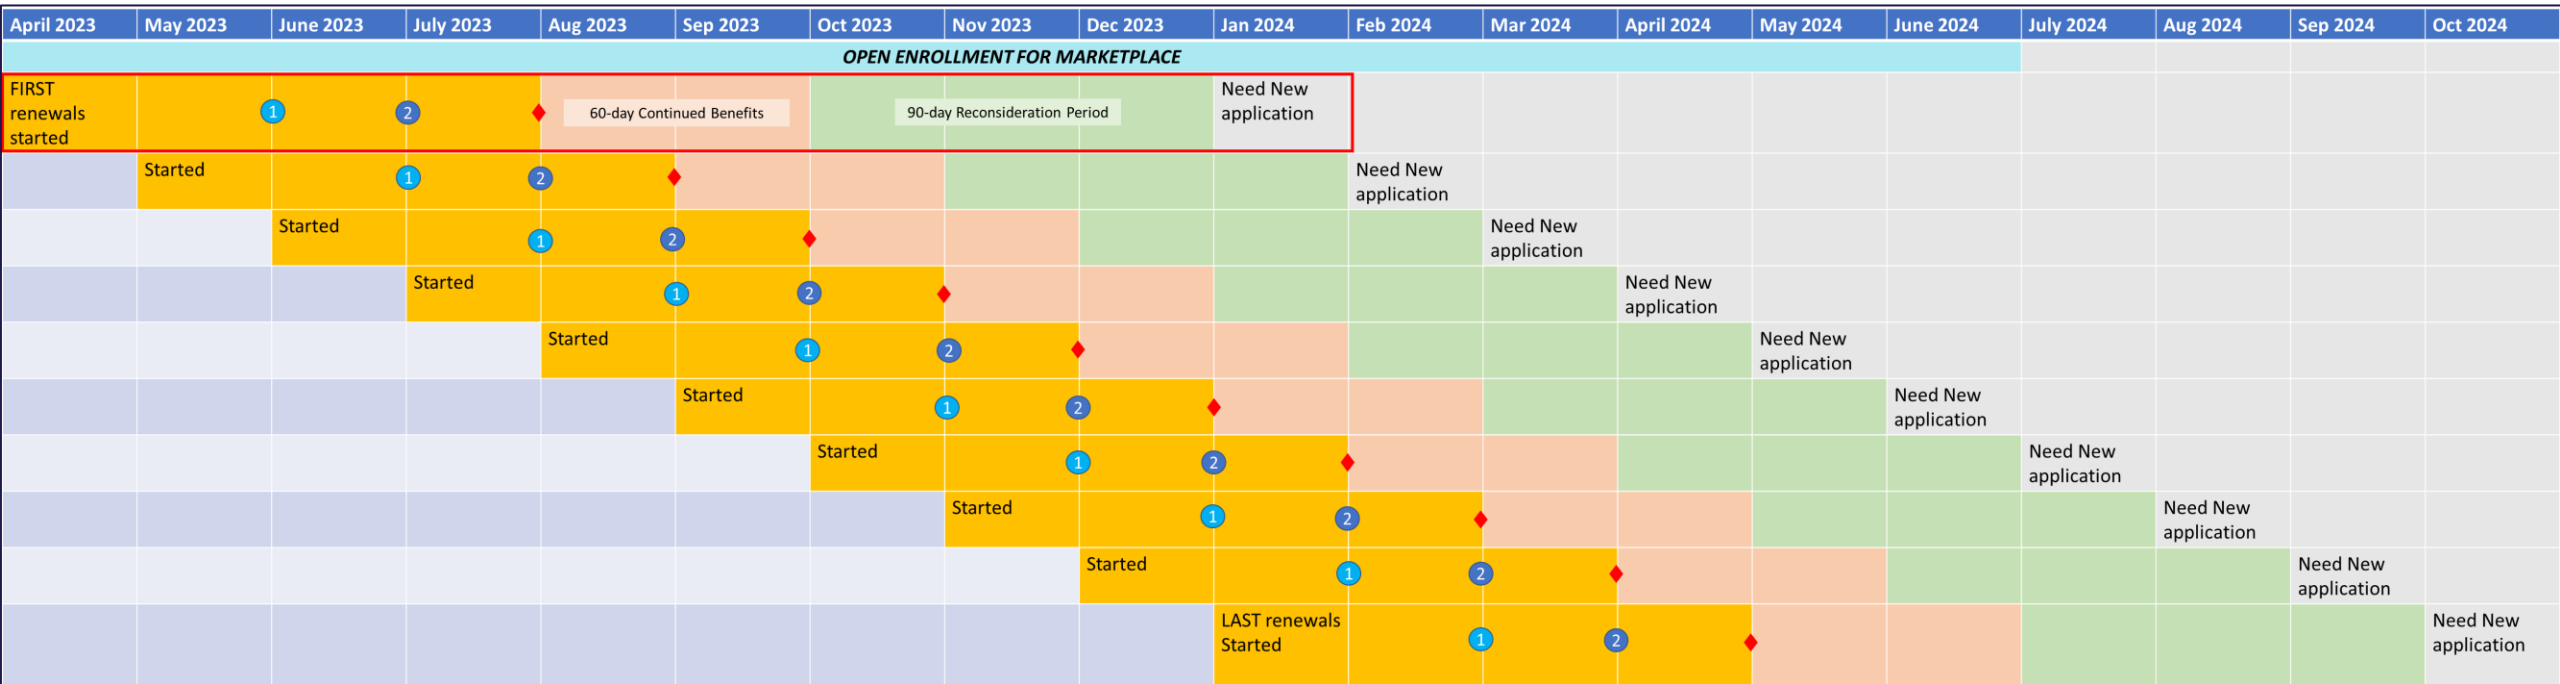 April 2023 May 2023 June 2023 July 2023 Aug 2023 Sep 2023 Oct 2023 Nov 2023 Dec 2023 Jan 2024 Feb 2024 Mar 2024 April 2024 May 2024 June 2024 July 2024 Aug 2024 Sep 2024 Oct 2024
OPEN ENROLLMENT FOR MARKETPLACE
FIRST
renewals
started
1 2
60-day Continued Benefits
90-day Reconsideration Period
Need New
application
Started
1 2
Need New
application
Started
1 2
Need New
application
Started
1 2
Need New
application
Started
1 2
Need New
application
Started
1 2
Need New
application
Started
1 2
Need New
application
Started
1 2
Need New
application
Started
1 2
Need New
application
LAST renewals
Started
1 2
Need New
application